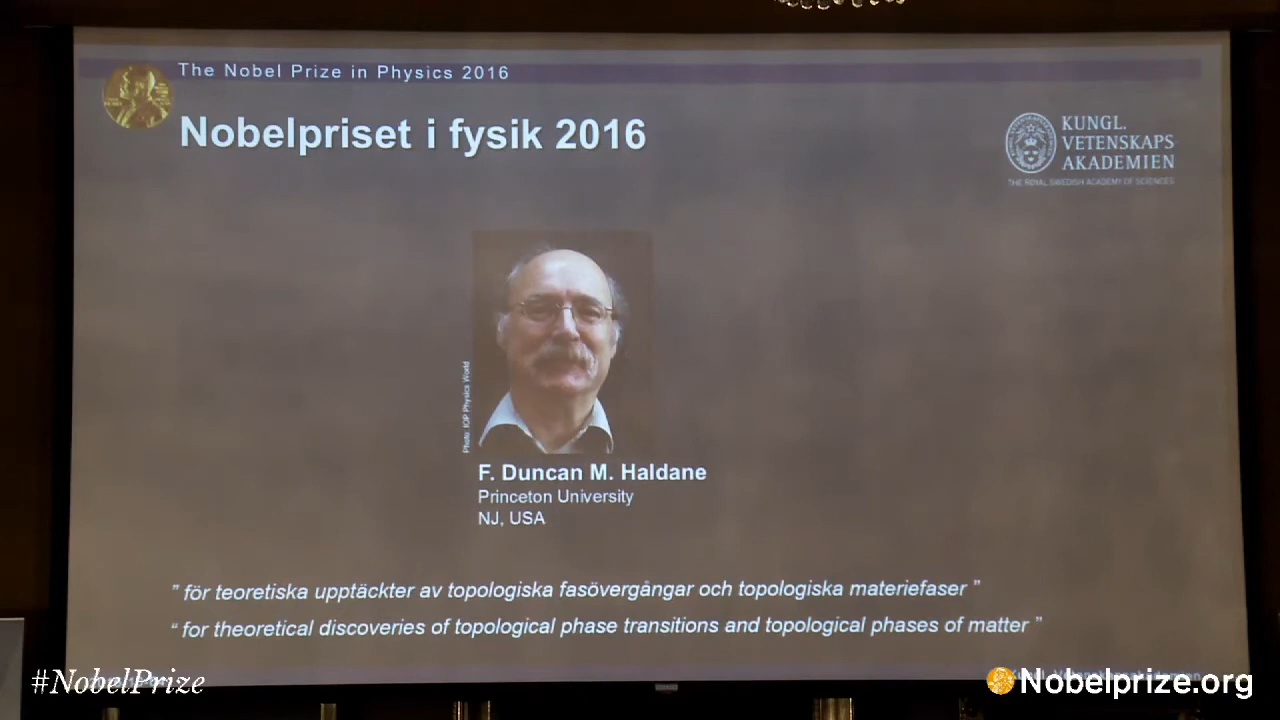 The Nobel Prize in Physics 2016
Nobelpriset i fysik 2016
KUNGL.
VETENSKAPS
AKADEMIEN
THE ROYAL SWEDISH ACADEMY OF SCIENCES
Photo: IOP Physics World
F. Duncan M. Haldane
Princeton University
NJ, USA
" för teoretiska upptäckter av topologiska fasövergångar och topologiska materiefaser "
" for theoretical discoveries of topological phase transitions and topological phases of matter "
#NobelPrize
Nobelprize.org